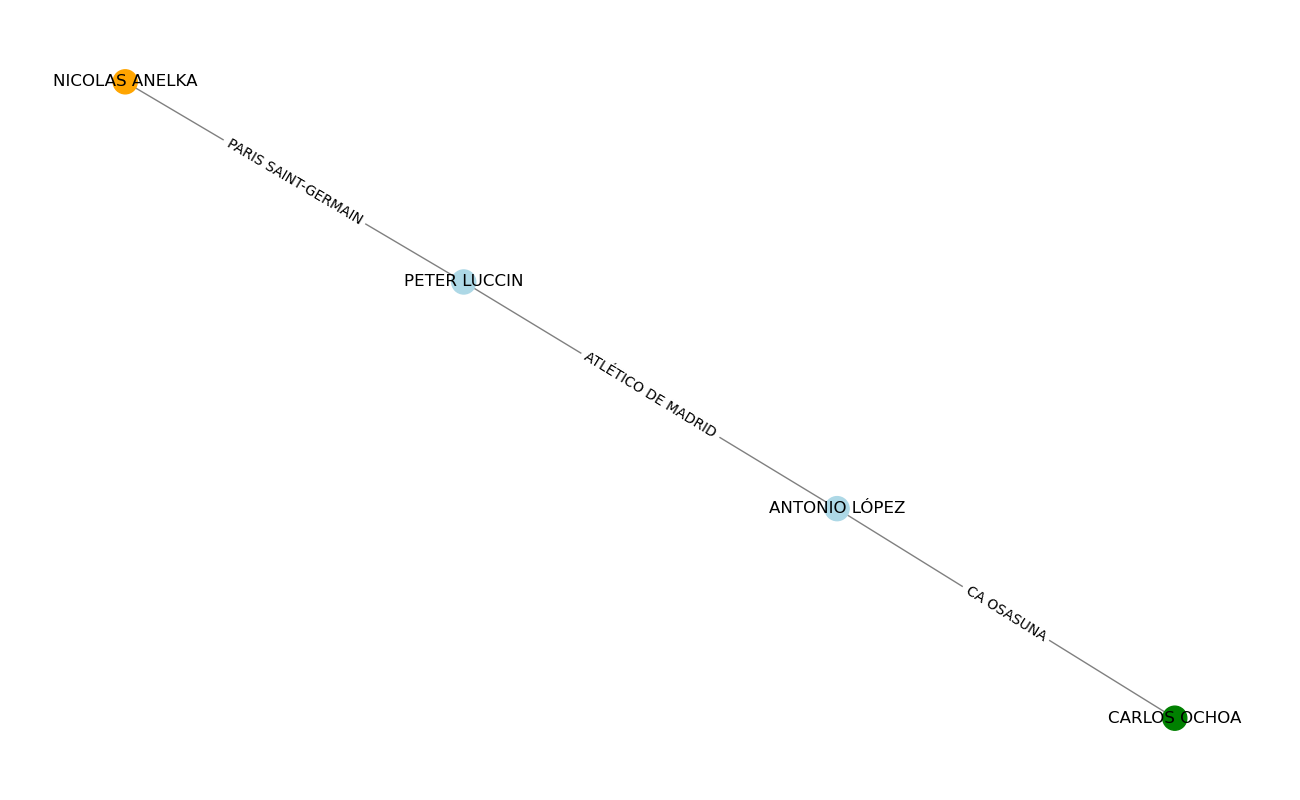 NICOLAS ANELKA
PARIS SAINT-GERMAIN
PETER LUCCIN
ATLÉTICO DE MADRID
ANTONIO LÓPEZ
CA OSASUNA
CARLOS OCHOA